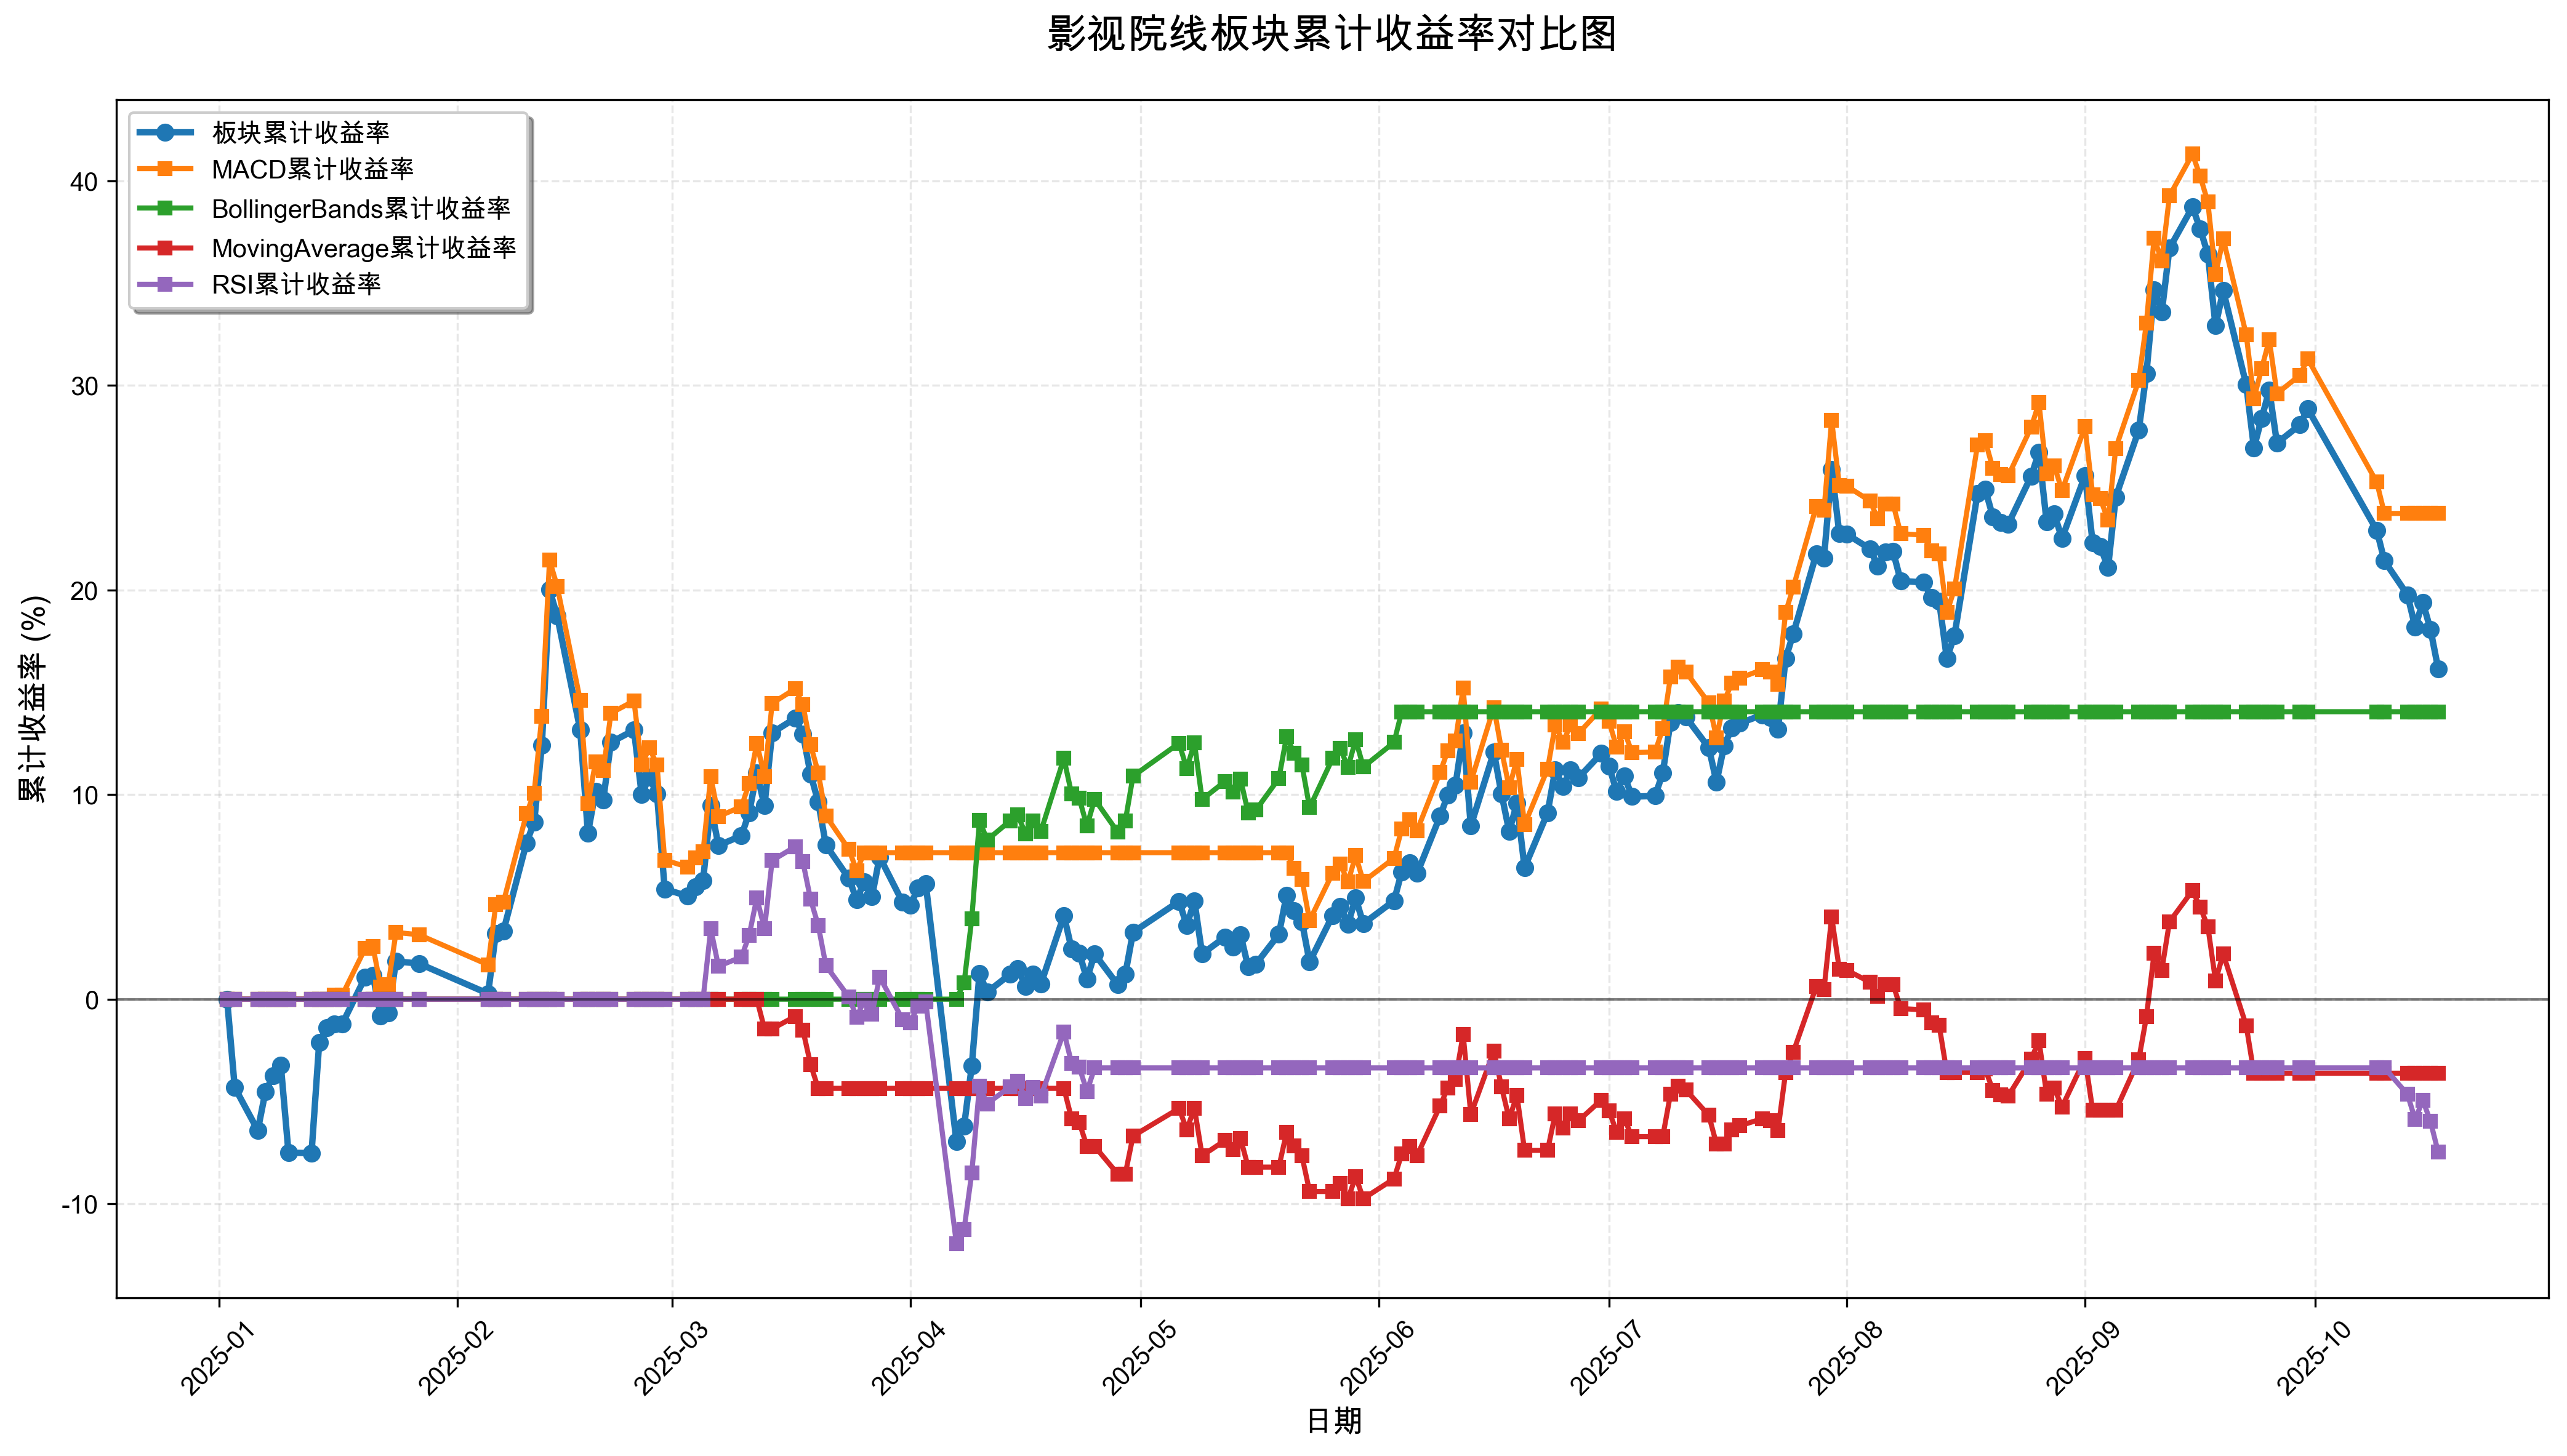 影视院线板块累计收益率对比图
板块累计收益率
MACD累计收益率
BollingerBands累计收益率
MovingAverage累计收益率
RSI累计收益率
累计收益率 (%)
40
30
20
10
0
-10
2025-01
2025-02
2025-03
2025-04
2025-05
2025-06
2025-07
2025-08
2025-09
2025-10
日期